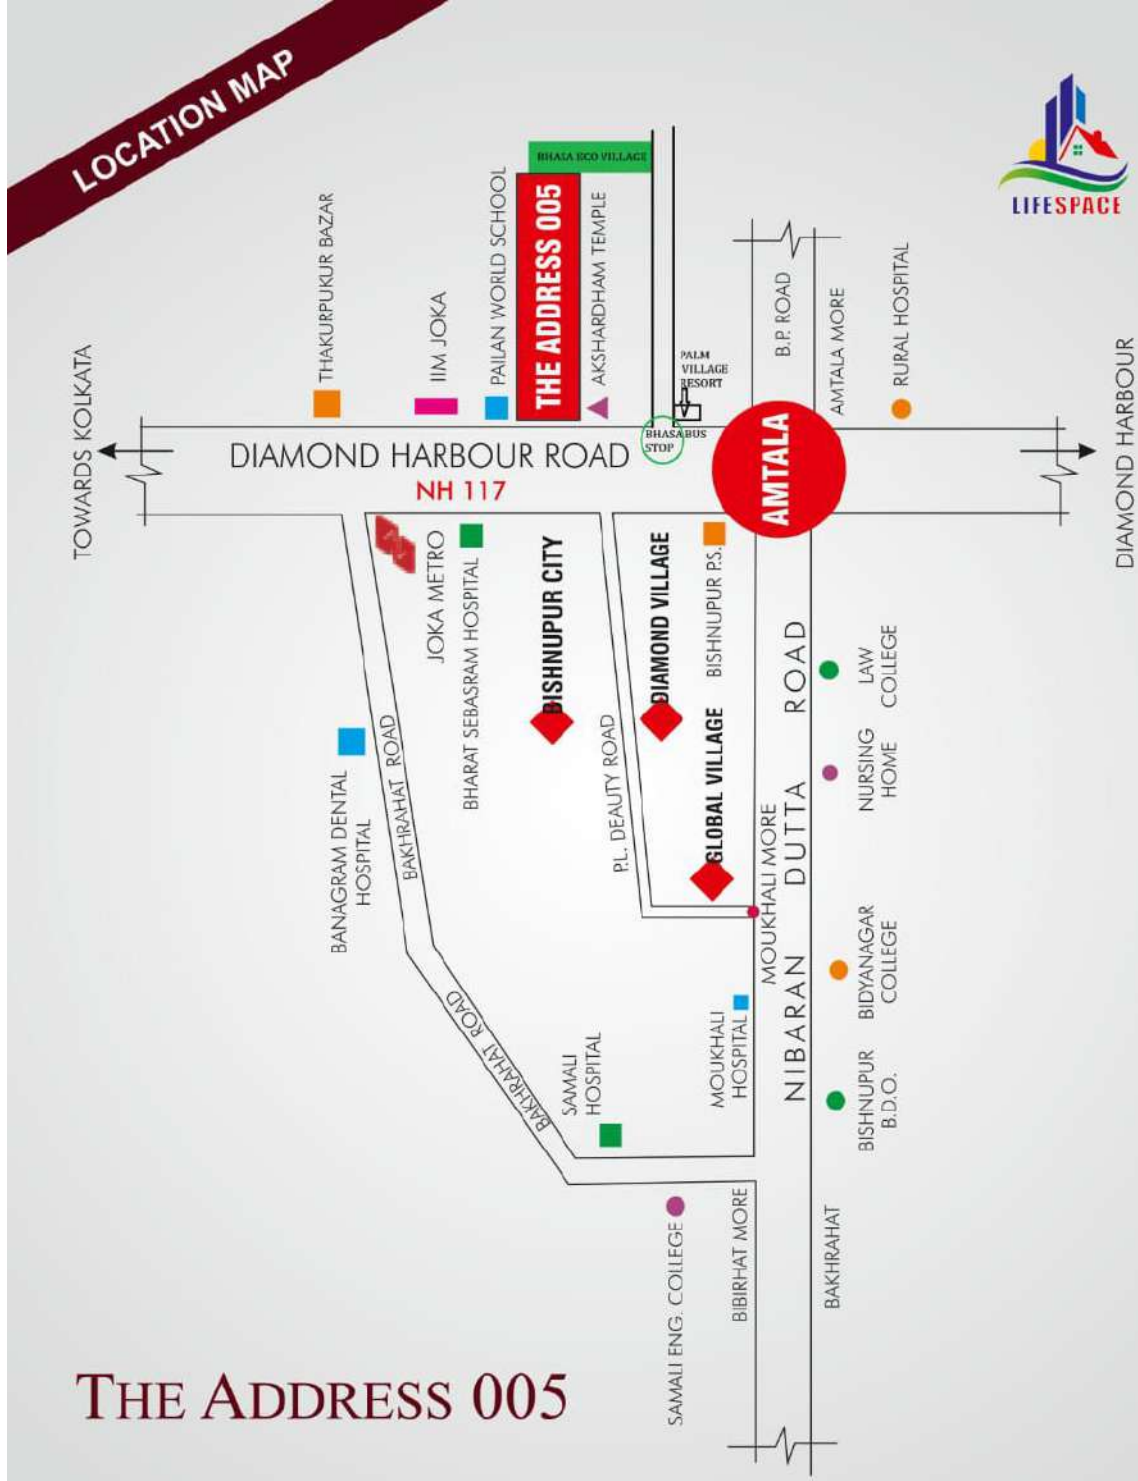 LOCATION MAP
LIFESPACE
TOWARDS KOLKATA
THAKURPUKUR BAZAR
IIM JOKA
PAILAN WORLD SCHOOL
BHASA ECO VILLAGE
THE ADDRESS 005
AKSHARDHAM TEMPLE
PALM
VILLAGE
RESORT
B.P. ROAD
AMTALA MORE
RURAL HOSPITAL
DIAMOND HARBOUR ROAD
NH 117
BHASA BUS
STOP
AMTALA
DIAMOND HARBOUR
JOKA METRO
BHARAT SEBASRAM HOSPITAL
BISHNUPUR CITY
DIAMOND VILLAGE
BISHNUPUR P.S.
BANAGRAM DENTAL
HOSPITAL
BAKHRAHAT ROAD
P.L. DEAUTY ROAD
GLOBAL VILLAGE
MOUKHALI MORE
NIBARAN DUTTA ROAD
LAW
COLLEGE
NURSING
HOME
BIDYANAGAR
COLLEGE
BISHNUPUR
B.D.O.
BAKHRAHAT ROAD
SAMALI
HOSPITAL
MOUKHALI
HOSPITAL
SAMALI ENG. COLLEGE
BIBIRHAT MORE
BAKHRAHAT
THE ADDRESS 005